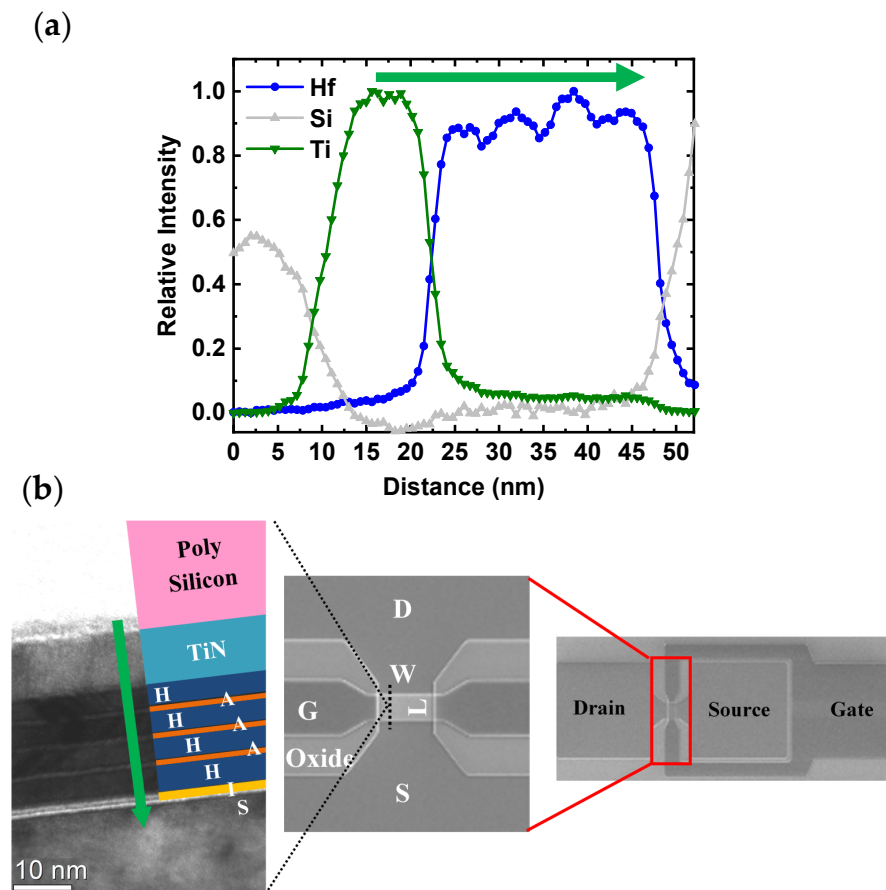 (a)
Hf
Si
Ti
1.0
0.8
0.6
0.4
0.2
0.0
Relative Intensity
0 5 10 15 20 25 30 35 40 45 50
Distance (nm)
(b)
Poly
Silicon
TiN
H
A
H
A
H
A
H
I
S
10 nm
D
W
G
L
Oxide
S
Drain
Source
Gate